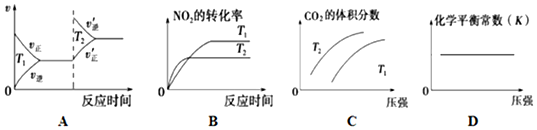 v
v'逆
v正
T₁
T₂
v'正
v逆
0
反应时间
A
NO₂的转化率
T₁
T₂
0
反应时间
B
CO₂的体积分数
T₂
T₁
0
压强
C
化学平衡常数(K)
0
压强
D